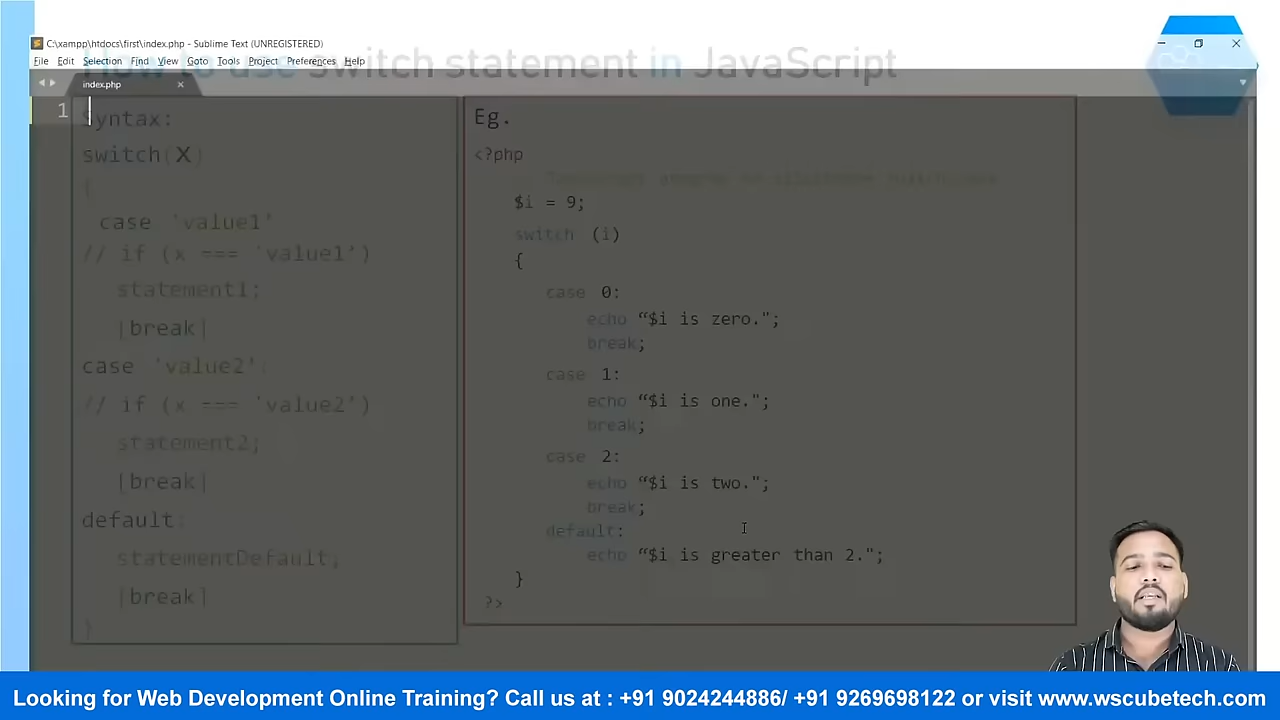 C:\xampp\htdocs\first\index.php - Sublime Text (UNREGISTERED)
File Edit Selection Find View Goto Tools Project Preferences Help
How to use switch statement in JavaScript
index.php
1
Syntax:
switch(X)
{
case 'value1'
// if (x === 'value1’)
statement1;
|break|
case 'value2':
// if (x === 'value2’)
statement2;
|break|
default:
statementDefault;
|break|
}
Eg.
<?php
$i = 9;
switch (i)
{
case 0:
echo “$i is zero.";
break;
case 1:
echo “$i is one.";
break;
case 2:
echo “$i is two.";
break;
default:
echo “$i is greater than 2.";
}
?>
Looking for Web Development Online Training? Call us at : +91 9024244886/ +91 9269698122 or visit www.wscubetech.com